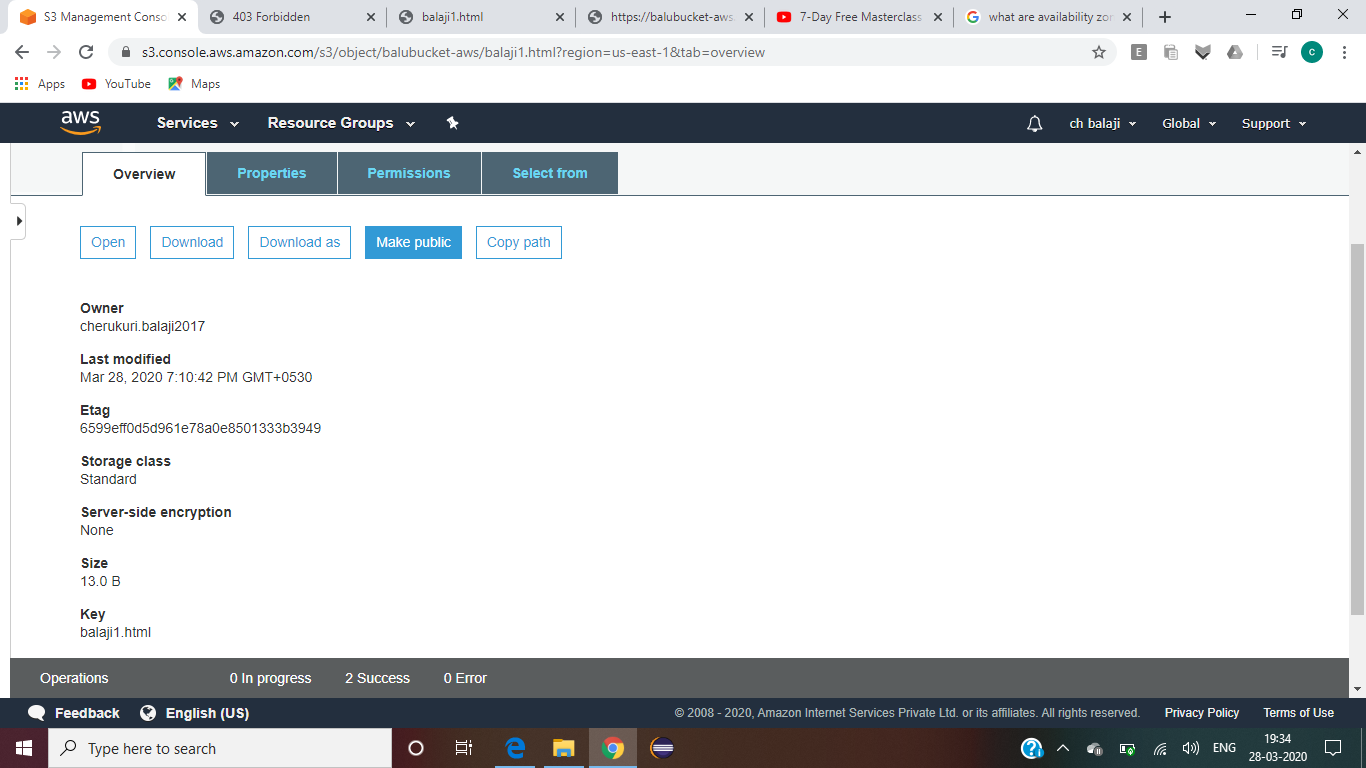 S3 Management Conso
403 Forbidden
balaji1.html
https://balubucket-aws.
7-Day Free Masterclass
what are availability zon
s3.console.aws.amazon.com/s3/object/balubucket-aws/balaji1.html?region=us-east-1&tab=overview
E
c
Apps
YouTube
Maps
aws
Services
Resource Groups
ch balaji
Global
Support
Overview
Properties
Permissions
Select from
Open
Download
Download as
Make public
Copy path
Owner
cherukuri.balaji2017
Last modified
Mar 28, 2020 7:10:42 PM GMT+0530
Etag
6599eff0d5d961e78a0e8501333b3949
Storage class
Standard
Server-side encryption
None
Size
13.0 B
Key
balaji1.html
Operations
0 In progress
2 Success
0 Error
Feedback
English (US)
© 2008 - 2020, Amazon Internet Services Private Ltd. or its affiliates. All rights reserved.
Privacy Policy
Terms of Use
Type here to search
ENG
19:34
28-03-2020